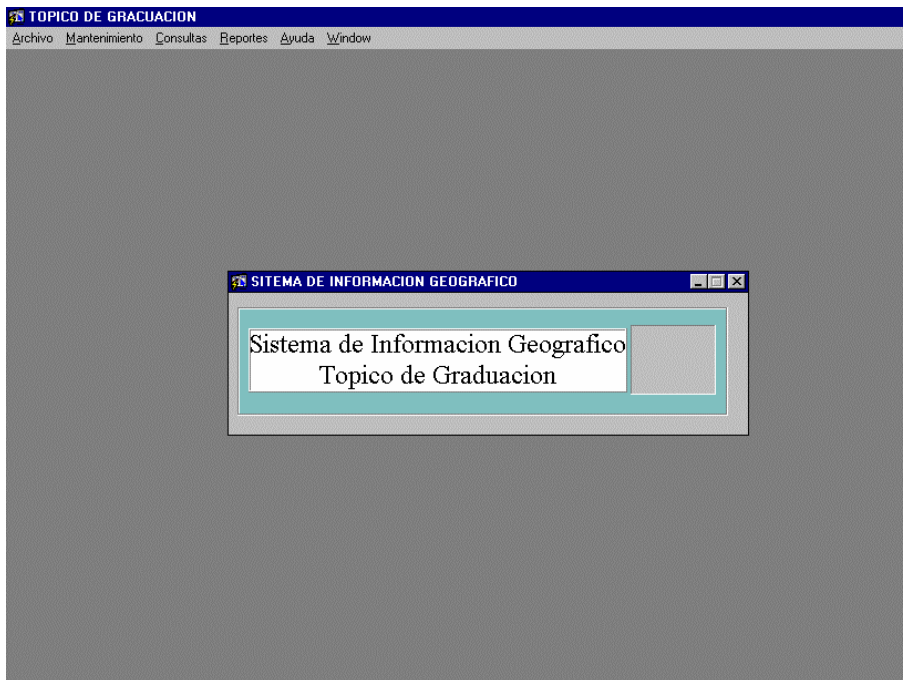 TOPICO DE GRACUACION
Archivo Mantenimiento Consultas Reportes Ayuda Window
SITEMA DE INFORMACION GEOGRAFICO
Sistema de Informacion Geografico
Topico de Graduacion